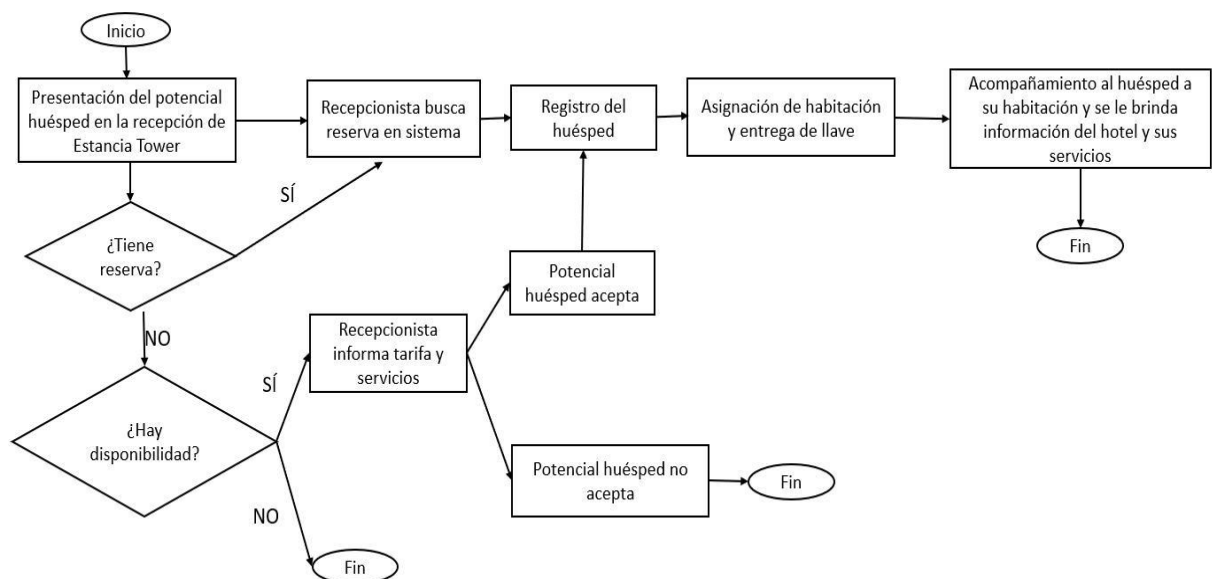 Inicio
Presentación del potencial
huésped en la recepción de
Estancia Tower
Recepcionista busca
reserva en sistema
Registro del
huésped
Asignación de habitación
y entrega de llave
Acompañamiento al huésped a
su habitación y se le brinda
información del hotel y sus
servicios
Fin
SÍ
¿Tiene
reserva?
NO
Potencial
huésped acepta
Recepcionista
informa tarifa y
servicios
SÍ
¿Hay
disponibilidad?
NO
Potencial huésped no
acepta
Fin
Fin